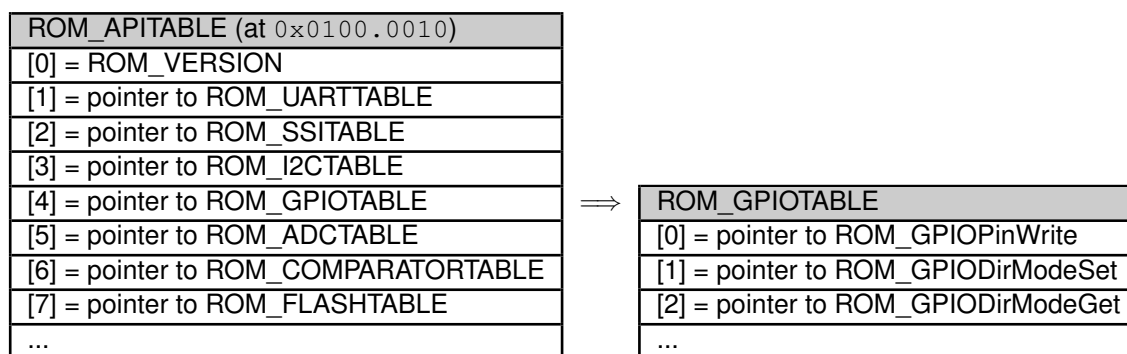 ROM_APITABLE (at 0x0100.0010)
[0] = ROM_VERSION
[1] = pointer to ROM_UARTTABLE
[2] = pointer to ROM_SSITABLE
[3] = pointer to ROM_I2CTABLE
[4] = pointer to ROM_GPIOTABLE
[5] = pointer to ROM_ADCTABLE
[6] = pointer to ROM_COMPARATORTABLE
[7] = pointer to ROM_FLASHTABLE
...
⟹
ROM_GPIOTABLE
[0] = pointer to ROM_GPIOPinWrite
[1] = pointer to ROM_GPIODirModeSet
[2] = pointer to ROM_GPIODirModeGet
...